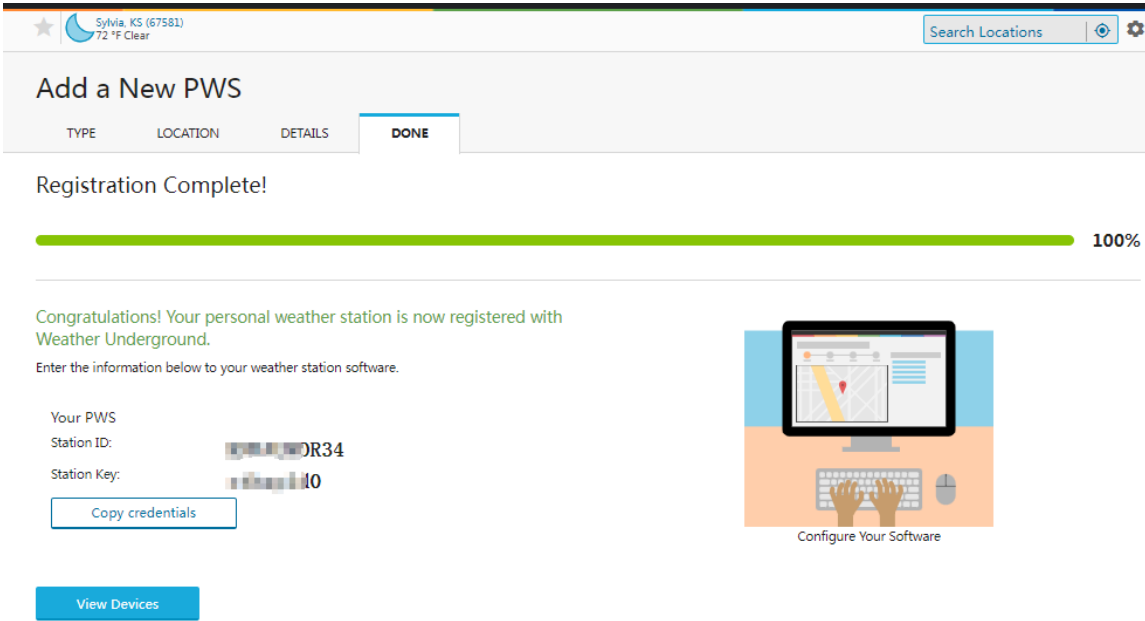 Sylvia, KS (67581)
72 °F Clear
Search Locations
Add a New PWS
TYPE LOCATION DETAILS DONE
Registration Complete!
100%
Congratulations! Your personal weather station is now registered with
Weather Underground.
Enter the information below to your weather station software.
Your PWS
Station ID:
R34
Station Key:
0
Copy credentials
Configure Your Software
View Devices